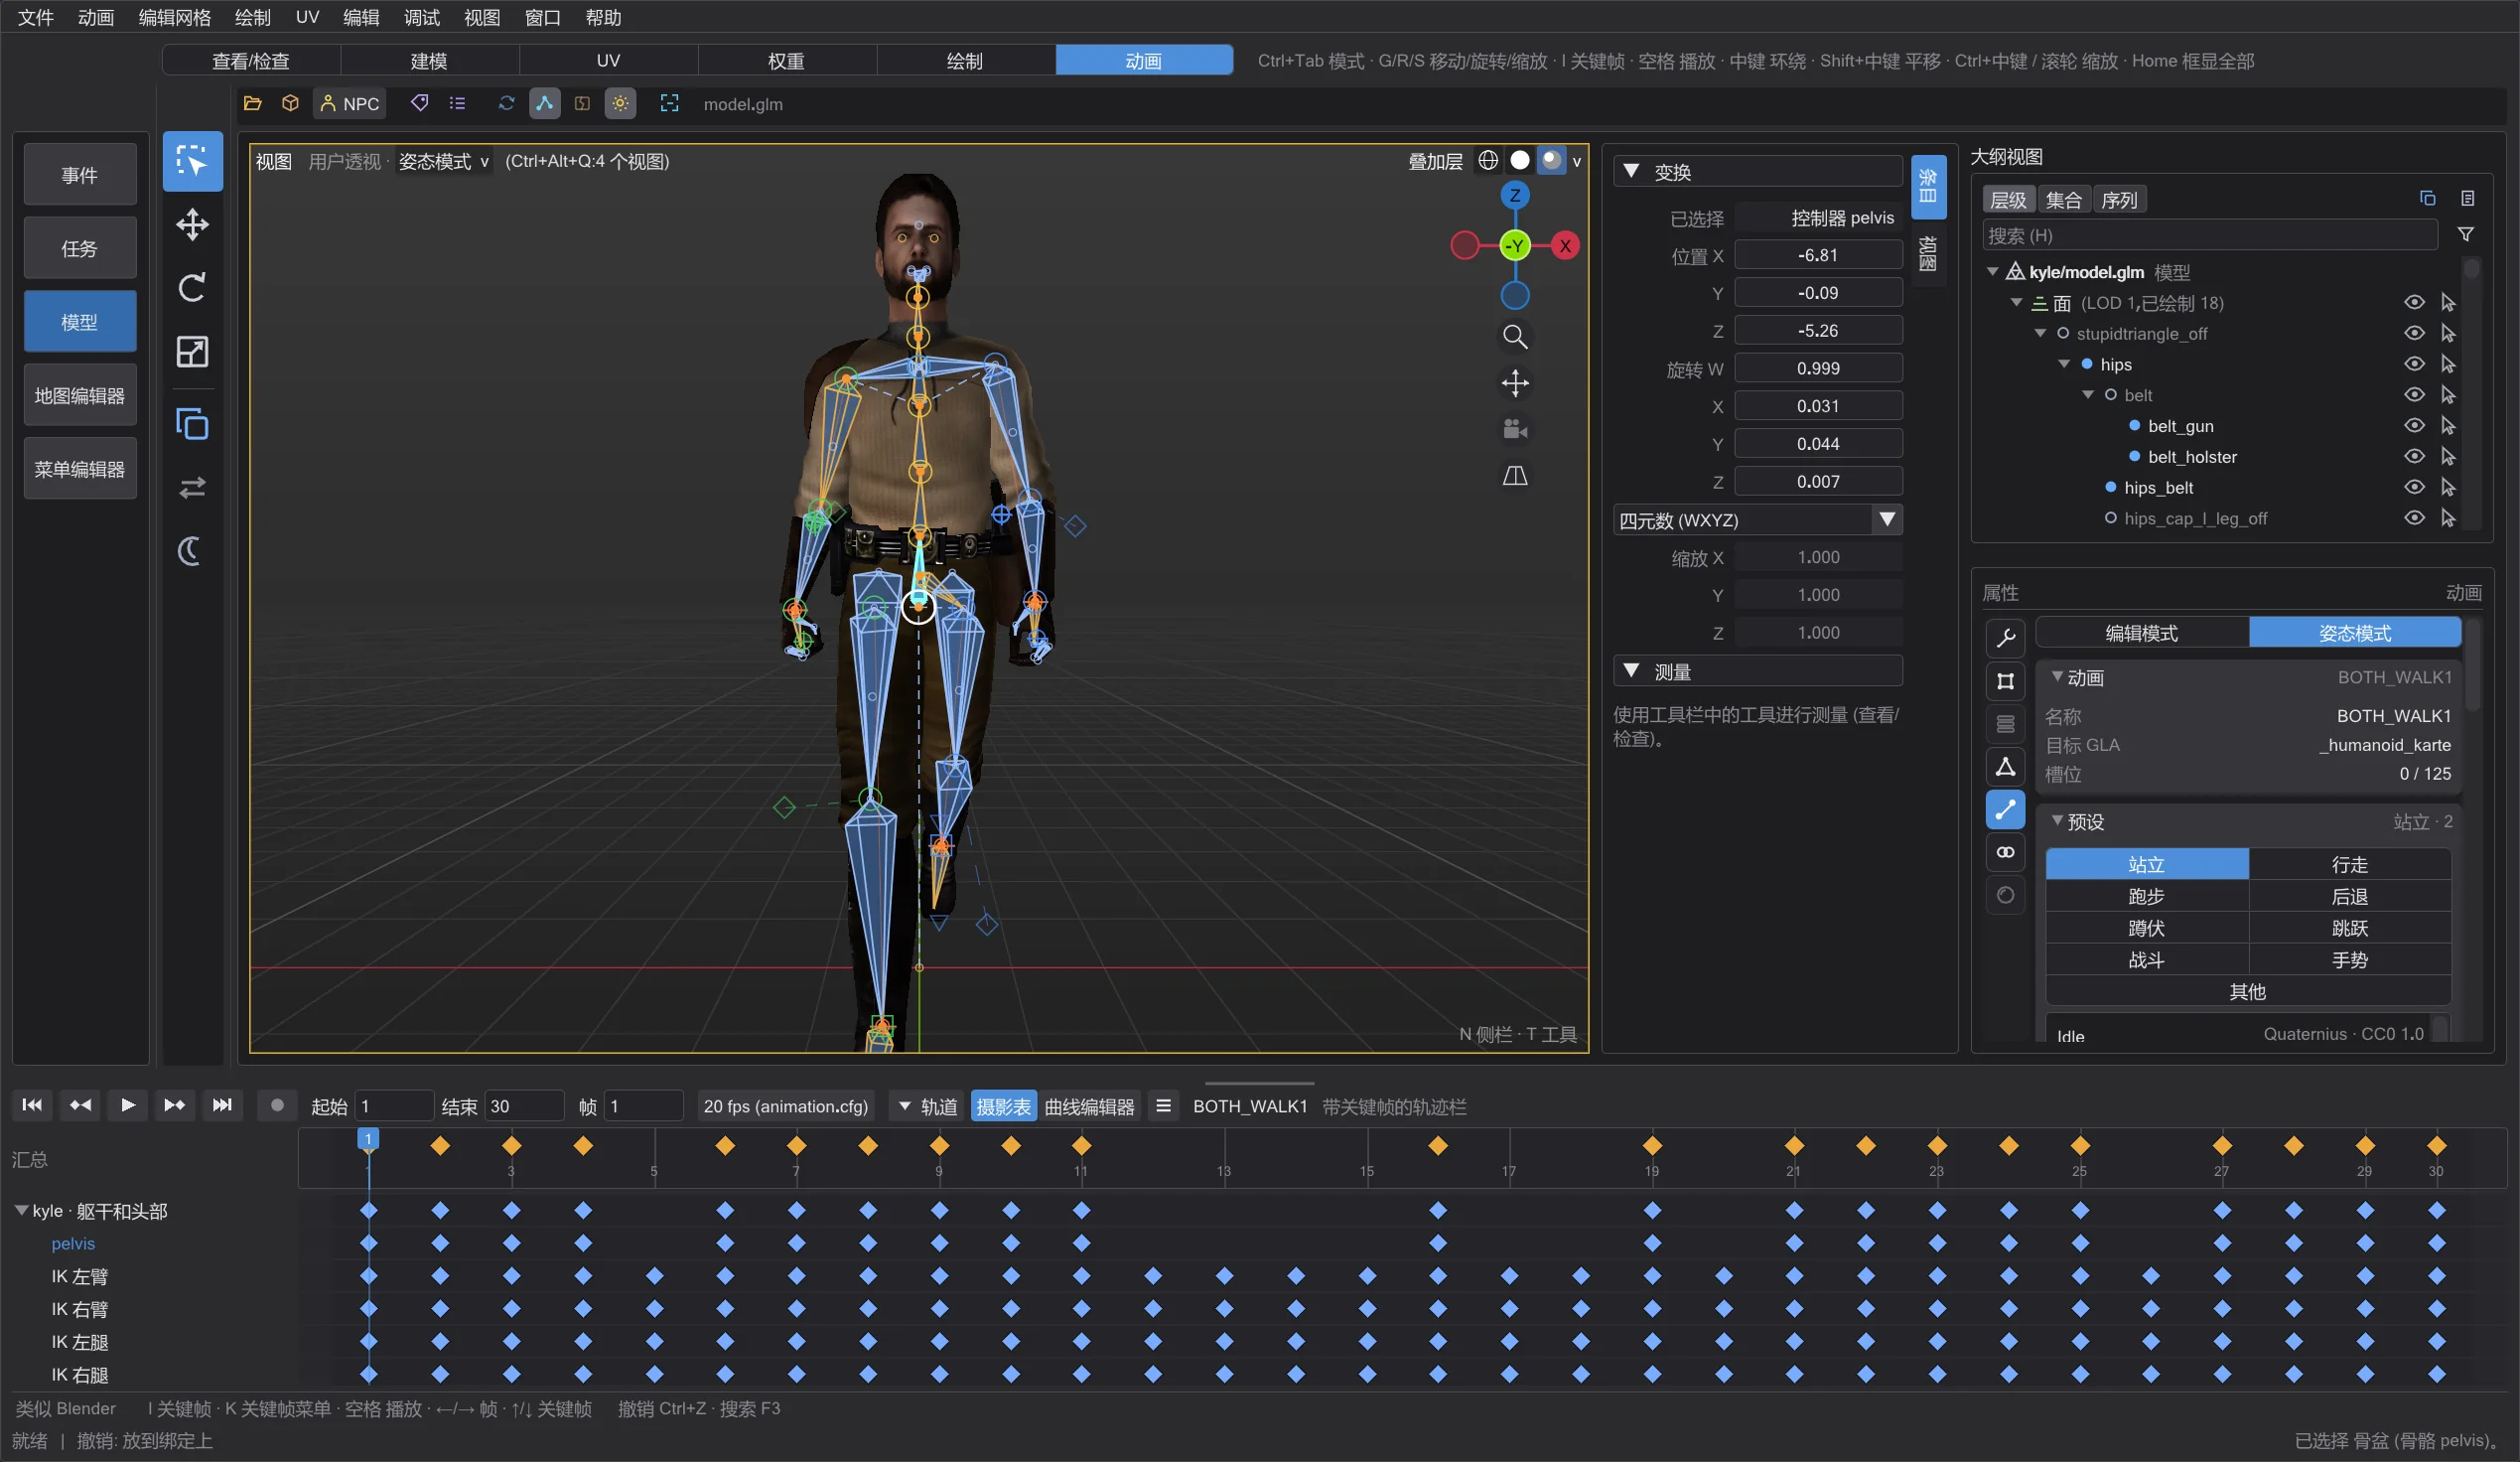 文件 动画 编辑网格 绘制 UV 编辑 调试 视图 窗口 帮助
查看/检查 建模 UV 权重 绘制 动画 Ctrl+Tab 模式 · G/R/S 移动/旋转/缩放 · I 关键帧 · 空格 播放 · 中键 环绕 · Shift+中键 平移 · Ctrl+中键 / 滚轮 缩放 · Home 框显全部
NPC model.glm
事件
任务
模型
地图编辑器
菜单编辑器
视图 用户透视 · 姿态模式 v (Ctrl+Alt+Q:4 个视图) 叠加层 v
Z
-Y X
N 侧栏 · T 工具
变换
已选择 控制器 pelvis
位置 X -6.81
Y -0.09
Z -5.26
旋转 W 0.999
X 0.031
Y 0.044
Z 0.007
四元数 (WXYZ)
缩放 X 1.000
Y 1.000
Z 1.000
测量
使用工具栏中的工具进行测量 (查看/
检查)。
条目
视图
大纲视图
层级 集合 序列
搜索 (H)
kyle/model.glm 模型
面 (LOD 1,已绘制 18)
stupidtriangle_off
hips
belt
belt_gun
belt_holster
hips_belt
hips_cap_l_leg_off
属性 动画
编辑模式 姿态模式
动画 BOTH_WALK1
名称 BOTH_WALK1
目标 GLA _humanoid_karte
槽位 0 / 125
预设 站立 · 2
站立 行走
跑步 后退
蹲伏 跳跃
战斗 手势
其他
Idle Quaternius · CC0 1.0
起始 1 结束 30 帧 1 20 fps (animation.cfg) 轨道 摄影表 曲线编辑器 BOTH_WALK1 带关键帧的轨迹栏
汇总 1 3 5 7 9 11 13 15 17 19 21 23 25 27 29 30
kyle · 躯干和头部
pelvis
IK 左臂
IK 右臂
IK 左腿
IK 右腿
类似 Blender I 关键帧 · K 关键帧菜单 · 空格 播放 · ←/→ 帧 · ↑/↓ 关键帧 撤销 Ctrl+Z · 搜索 F3
就绪 | 撤销: 放到绑定上 已选择 骨盆 (骨骼 pelvis)。